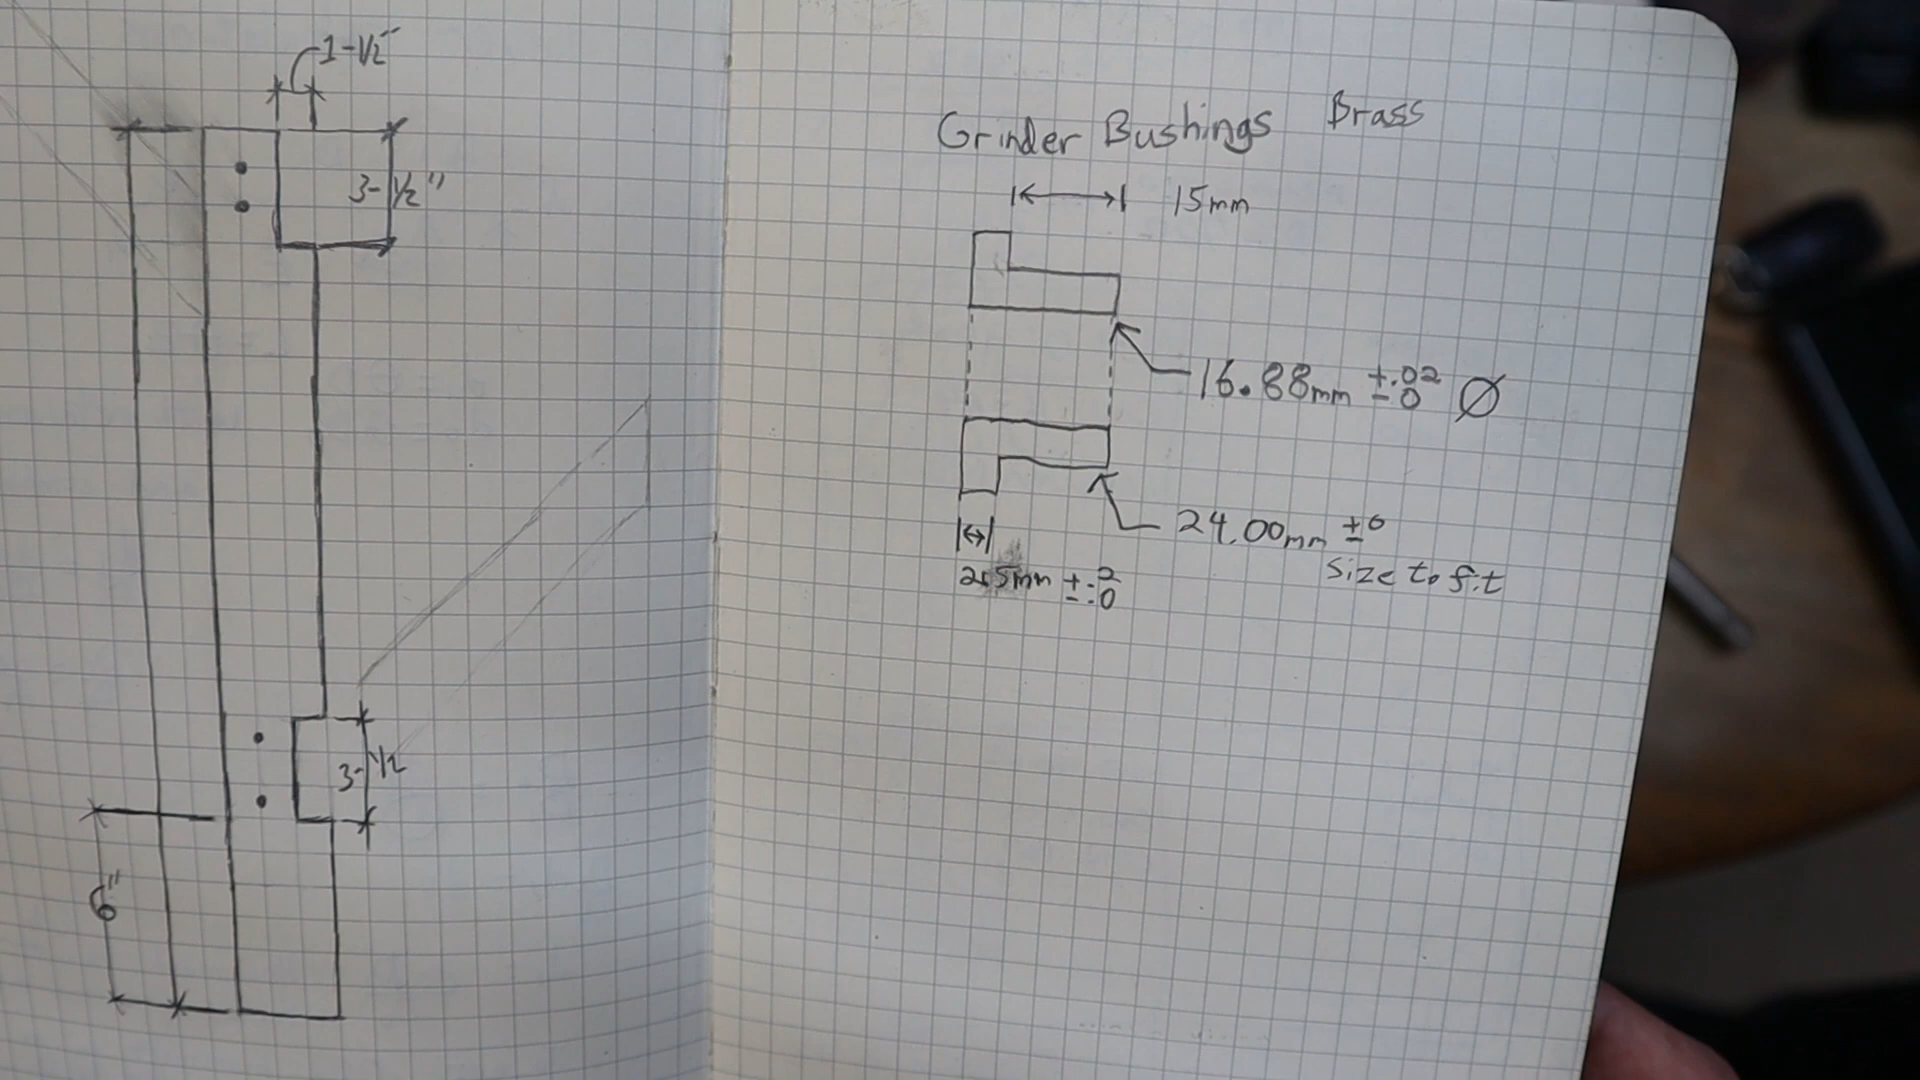 1-1/2"
3-1/2"
3-1/2
6"
Grinder Bushings Brass
15mm
16.88mm +.02 -0 Ø
24.00mm ±0
Size to fit
2.5mm +.2 -.0